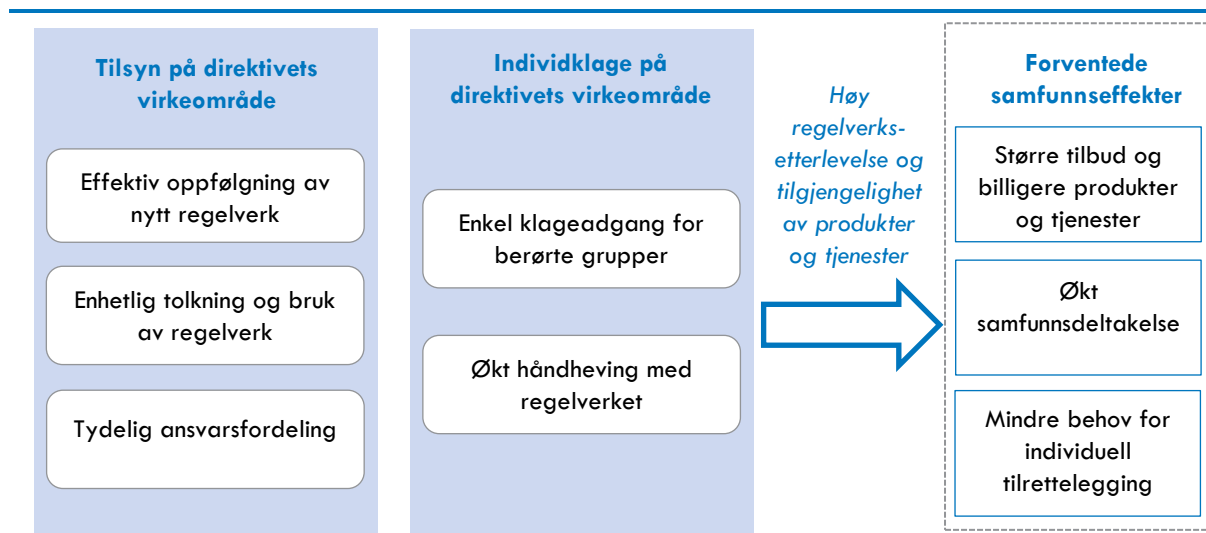 Tilsyn på direktivets
virkeområde
Effektiv oppfølgning av
nytt regelverk
Enhetlig tolkning og bruk
av regelverk
Tydelig ansvarsfordeling
Individklage på
direktivets virkeområde
Enkel klageadgang for
berørte grupper
Økt håndheving med
regelverket
Høy
regelverks-
etterlevelse og
tilgjengelighet
av produkter
og tjenester
Forventede
samfunnseffekter
Større tilbud og
billigere produkter
og tjenester
Økt
samfunnsdeltakelse
Mindre behov for
individuell
tilrettelegging